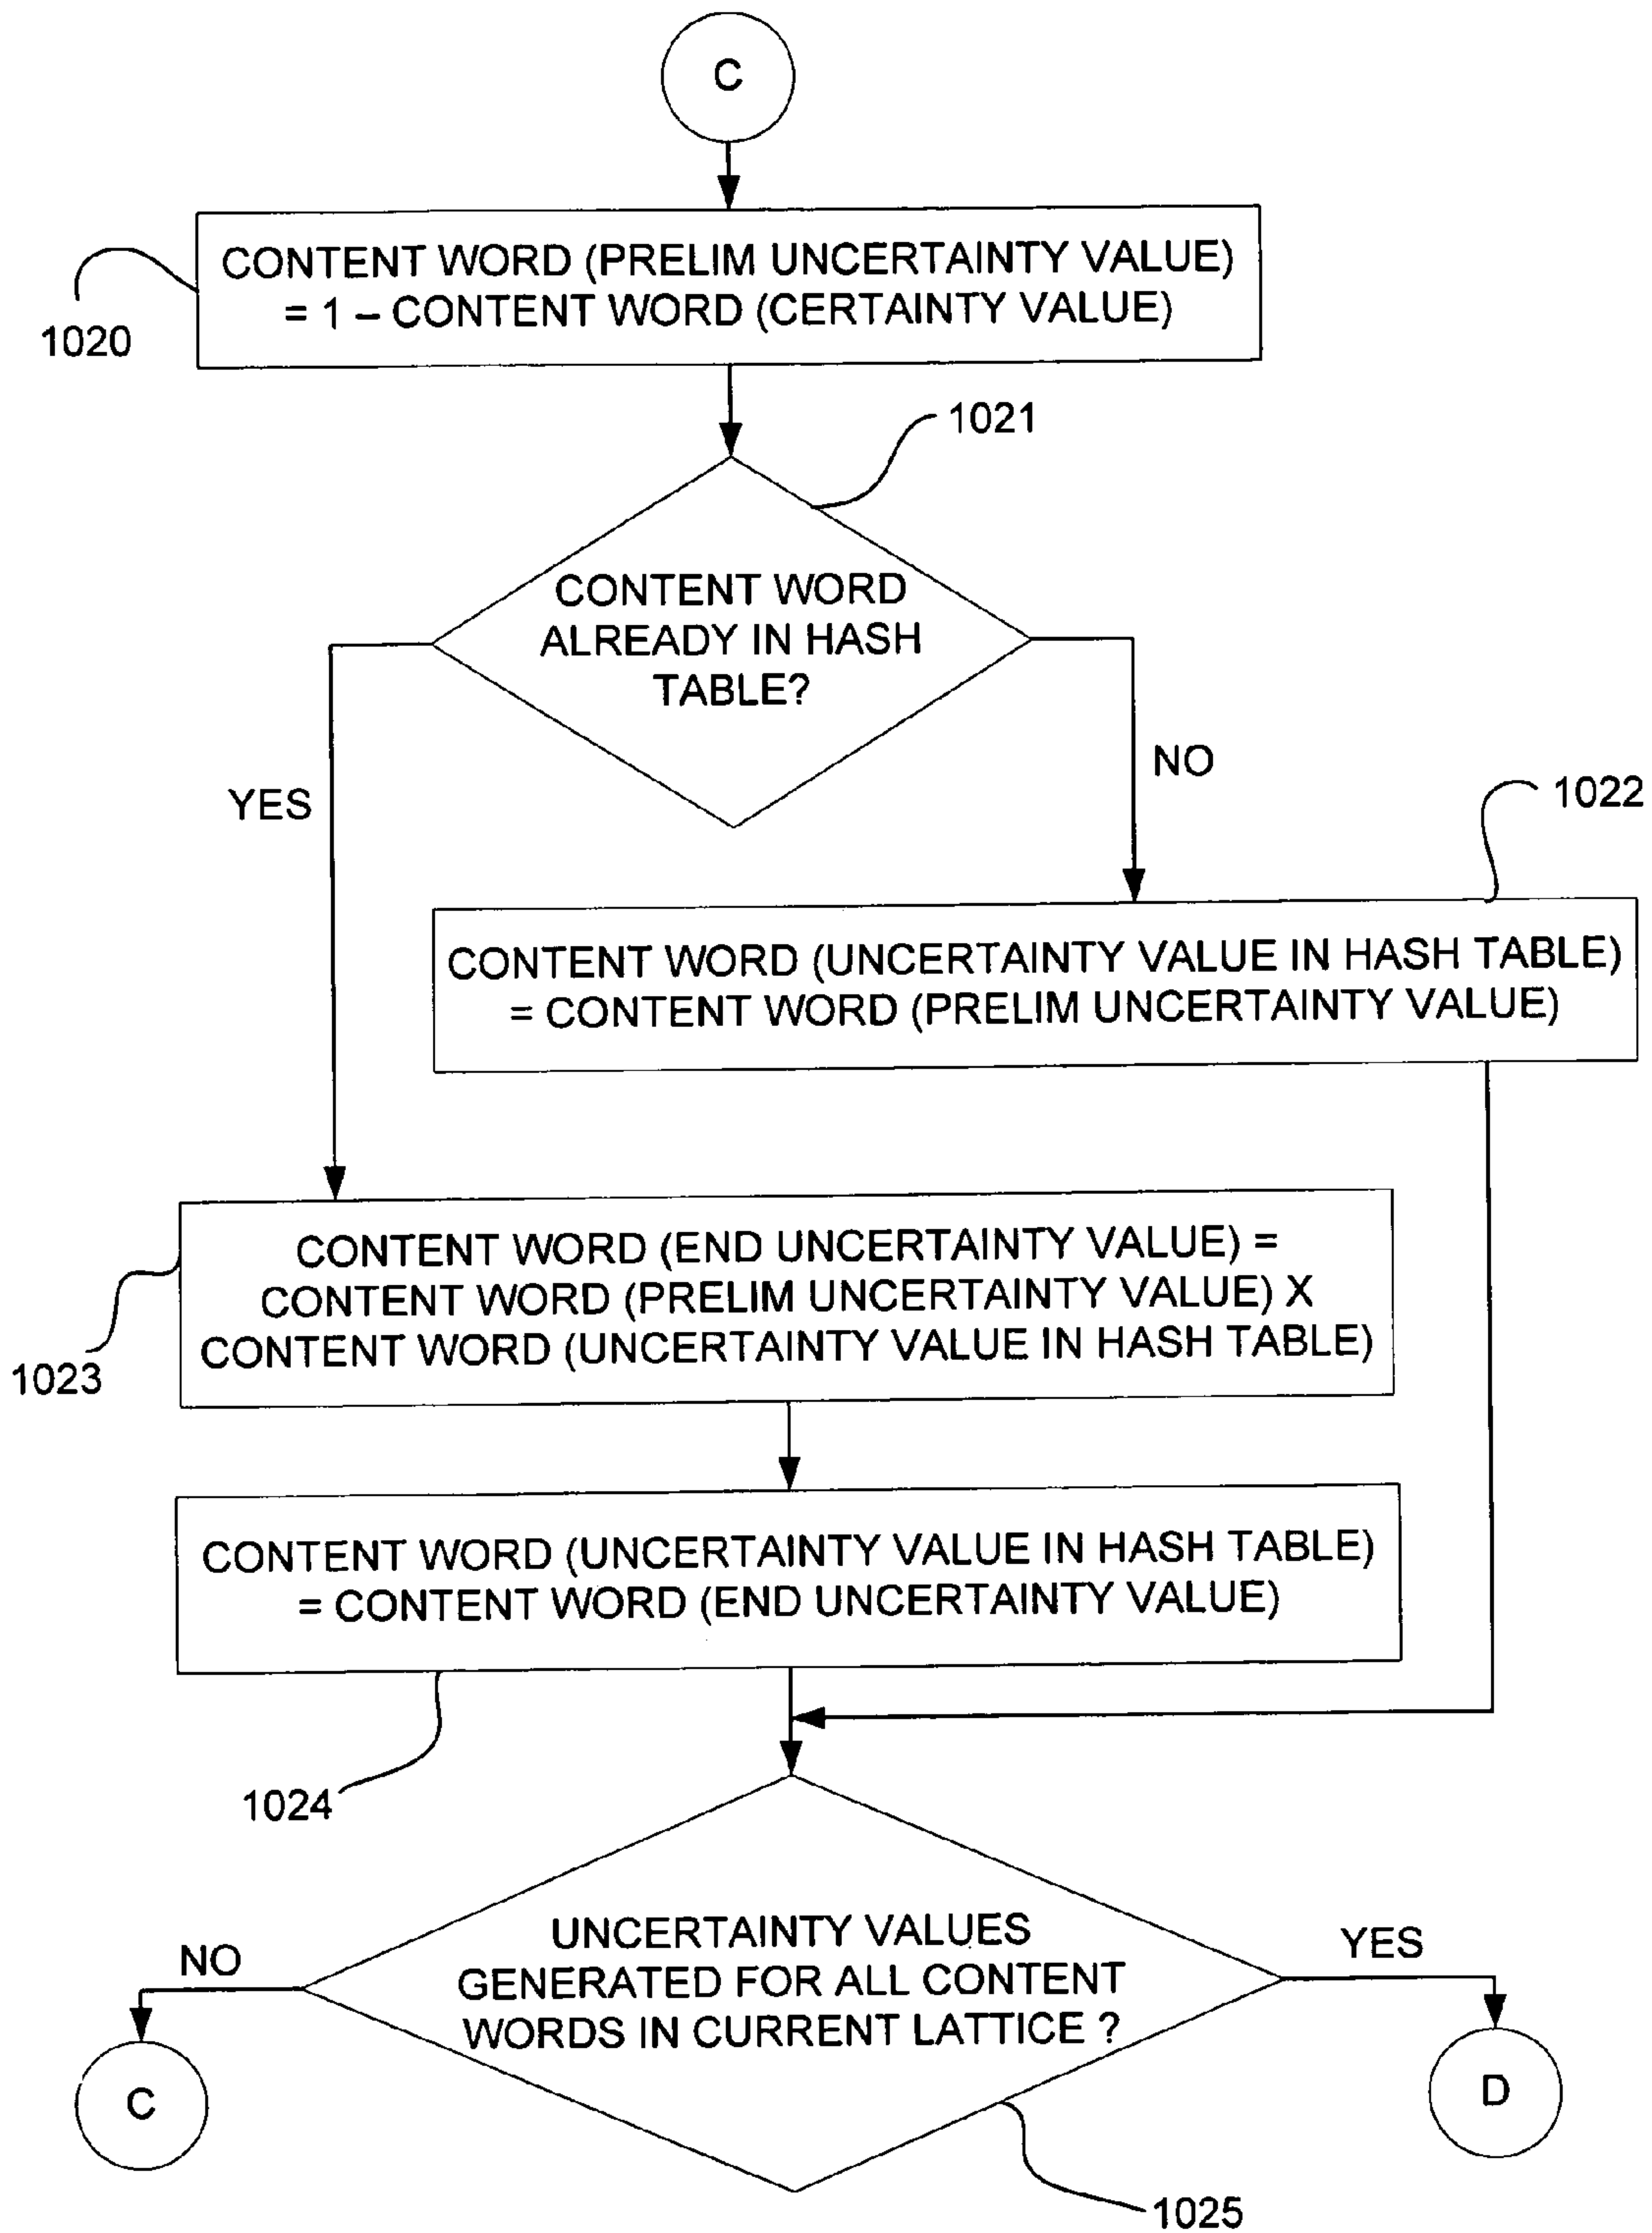 C
CONTENT WORD (PRELIM UNCERTAINTY VALUE)
= 1 – CONTENT WORD (CERTAINTY VALUE)
1020
1021
CONTENT WORD
ALREADY IN HASH
TABLE?
YES
NO
1022
CONTENT WORD (UNCERTAINTY VALUE IN HASH TABLE)
= CONTENT WORD (PRELIM UNCERTAINTY VALUE)
CONTENT WORD (END UNCERTAINTY VALUE) =
CONTENT WORD (PRELIM UNCERTAINTY VALUE) X
CONTENT WORD (UNCERTAINTY VALUE IN HASH TABLE)
1023
CONTENT WORD (UNCERTAINTY VALUE IN HASH TABLE)
= CONTENT WORD (END UNCERTAINTY VALUE)
1024
UNCERTAINTY VALUES
GENERATED FOR ALL CONTENT
WORDS IN CURRENT LATTICE ?
NO
YES
C
D
1025